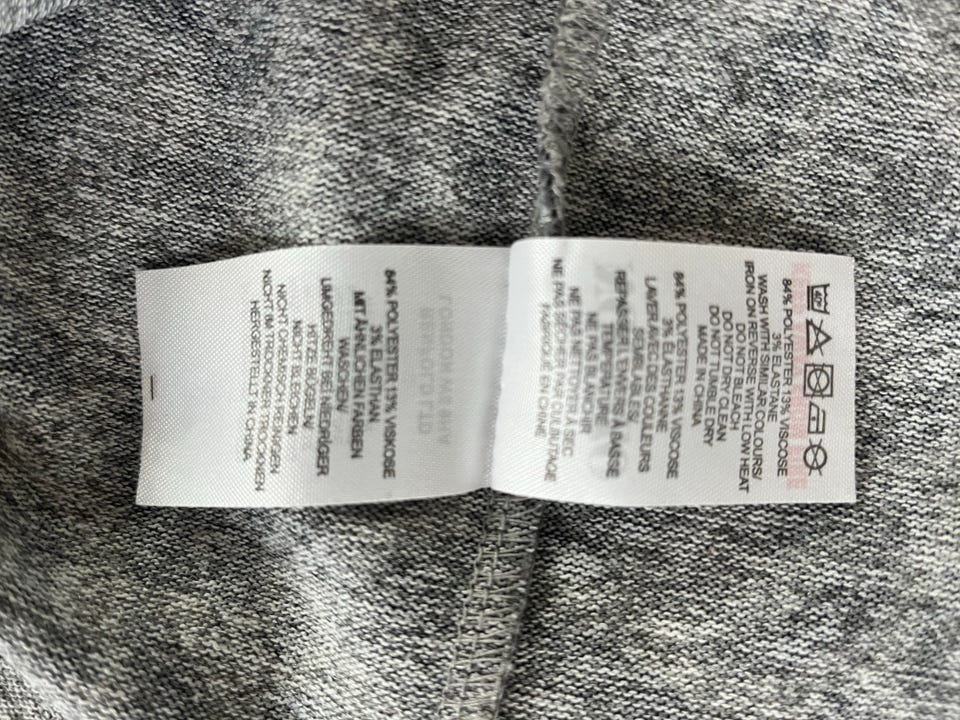 40°
84% POLYESTER 13% VISCOSE
3% ELASTANE
WASH WITH SIMILAR COLOURS/
IRON ON REVERSE WITH LOW HEAT
DO NOT BLEACH
DO NOT DRY CLEAN
DO NOT TUMBLE DRY
MADE IN CHINA
84% POLYESTER 13% VISCOSE
3% ÉLASTHANNE
LAVER AVEC DES COULEURS
SEMBLABLES/
REPASSER L'ENVERS À BASSE
TEMPÉRATURE
NE PAS BLANCHIR
NE PAS NETTOYER À SEC
NE PAS SÉCHER PAR CULBUTAGE
FABRIQUÉ EN CHINE
84% POLYESTER 13% VISKOSE
3% ELASTHAN
MIT ÄHNLICHEN FARBEN
WASCHEN/
UMGEDREHT BEI NIEDRIGER
HITZE BÜGELN
NICHT BLEICHEN
NICHT CHEMISCH REINIGEN
NICHT IM TROCKNER TROCKNEN
HERGESTELLT IN CHINA